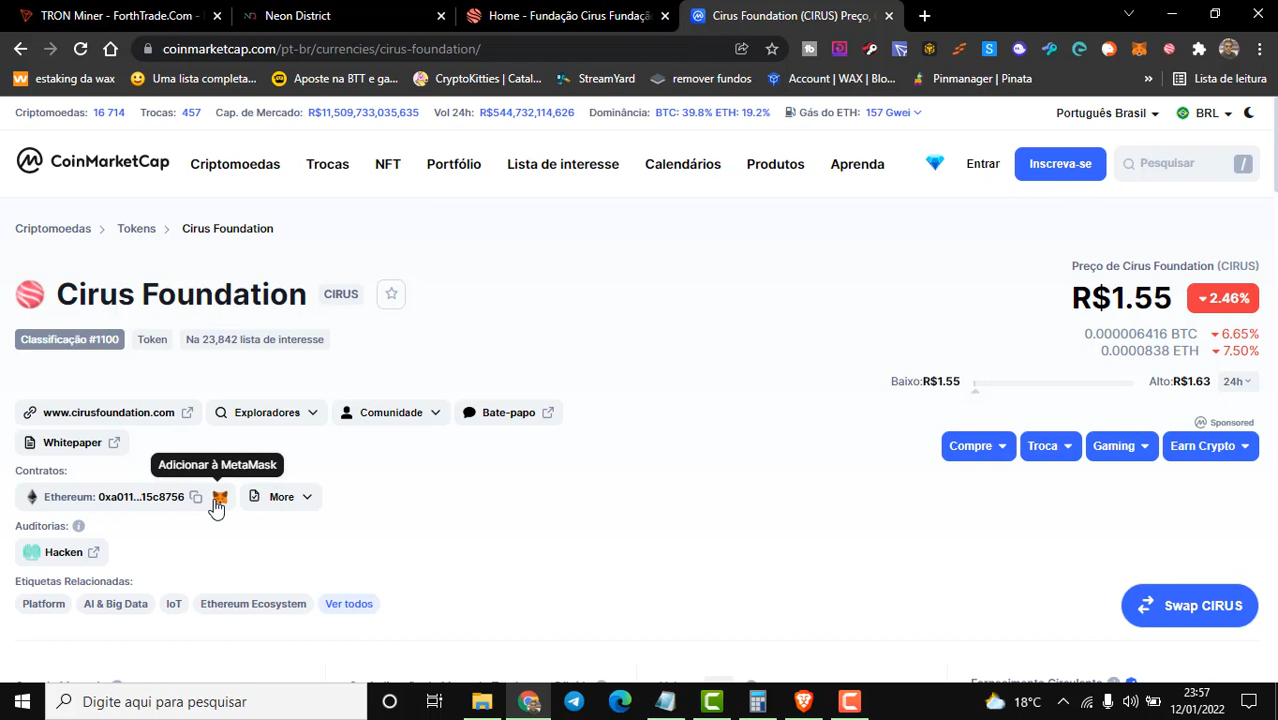 TRON Miner - ForthTrade.Com -
Neon District
Home - Fundação Cirus Fundaçã
Cirus Foundation (CIRUS) Preço,
coinmarketcap.com/pt-br/currencies/cirus-foundation/
estaking da wax
Uma lista completa...
Aposte na BTT e ga...
CryptoKitties | Catal...
StreamYard
remover fundos
Account | WAX | Blo...
Pinmanager | Pinata
»
Lista de leitura
Criptomoedas: 16 714
Trocas: 457
Cap. de Mercado: R$11,509,733,035,635
Vol 24h: R$544,732,114,626
Dominância: BTC: 39.8% ETH: 19.2%
Gás do ETH: 157 Gwei
Português Brasil
BRL
CoinMarketCap
Criptomoedas
Trocas
NFT
Portfólio
Lista de interesse
Calendários
Produtos
Aprenda
Entrar
Inscreva-se
Pesquisar
/
Criptomoedas
Tokens
Cirus Foundation
Cirus Foundation
CIRUS
Classificação #1100
Token
Na 23,842 lista de interesse
Preço de Cirus Foundation (CIRUS)
R$1.55
2.46%
0.000006416 BTC
6.65%
0.0000838 ETH
7.50%
Baixo:R$1.55
Alto:R$1.63
24h
www.cirusfoundation.com
Exploradores
Comunidade
Bate-papo
Whitepaper
Sponsored
Compre
Troca
Gaming
Earn Crypto
Contratos:
Adicionar à MetaMask
Ethereum: 0xa011...15c8756
More
Auditorias:
Hacken
Etiquetas Relacionadas:
Platform
AI & Big Data
IoT
Ethereum Ecosystem
Ver todos
Swap CIRUS
Digite aqui para pesquisar
18°C
23:57
12/01/2022